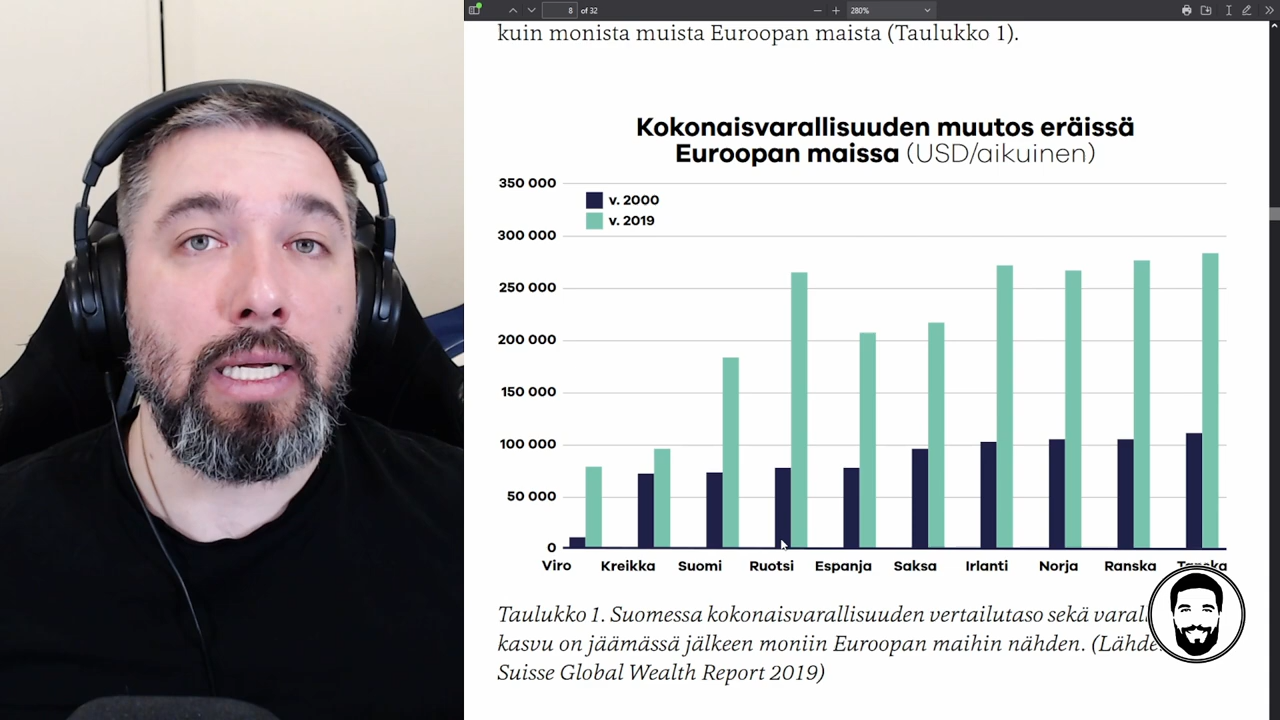 8 of 32
280%
kuin monista muista Euroopan maista (Taulukko 1).
Kokonaisvarallisuuden muutos eräissä
Euroopan maissa (USD/aikuinen)
350 000
v. 2000
v. 2019
300 000
250 000
200 000
150 000
100 000
50 000
0
Viro Kreikka Suomi Ruotsi Espanja Saksa Irlanti Norja Ranska Tanska
Taulukko 1. Suomessa kokonaisvarallisuuden vertailutaso sekä
kasvu on jäämässä jälkeen moniin Euroopan maihin nähden.
Suisse Global Wealth Report 2019)